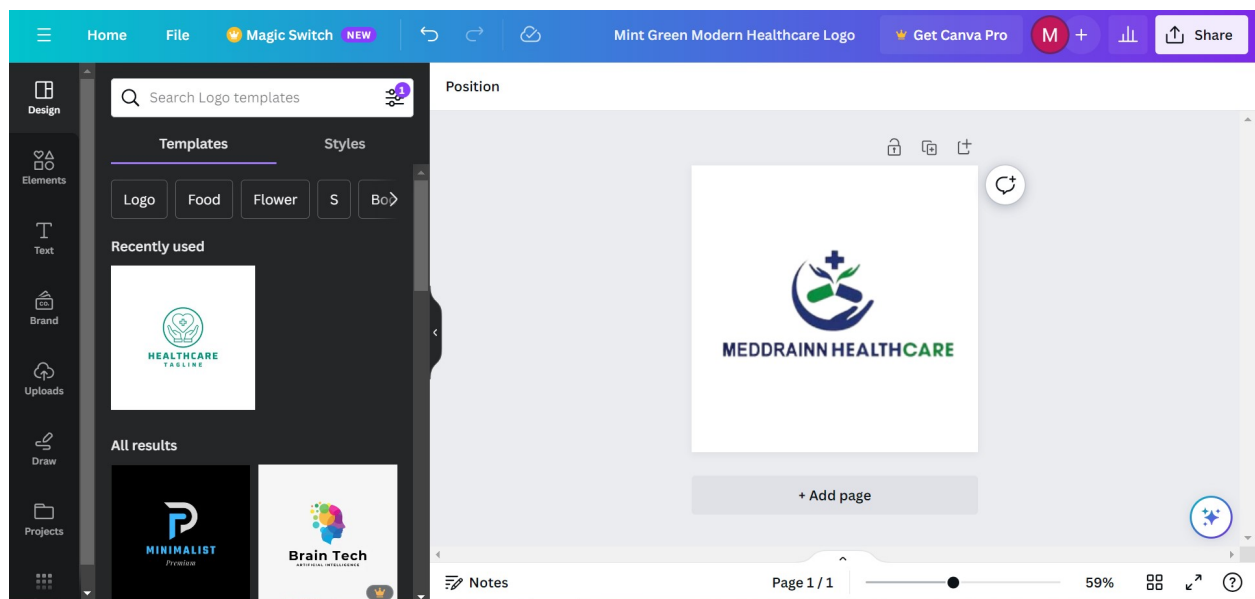 Home File Magic Switch NEW Mint Green Modern Healthcare Logo Get Canva Pro M + Share
Design
Search Logo templates 1
Templates Styles
Logo Food Flower S
Recently used
HEALTHCARE
TAGLINE
All results
MINIMALIST
Premium
Brain Tech
ARTIFICIAL INTELLIGENCE
Elements
Text
CO.
Brand
Uploads
Draw
Projects
Position
MEDDRAINN HEALTHCARE
+ Add page
Notes Page 1 / 1 59% ?